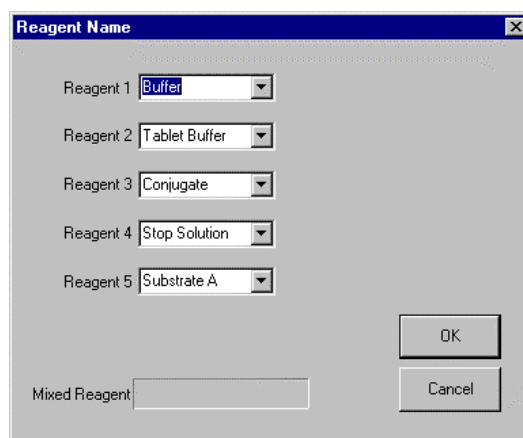 Reagent Name
Reagent 1 Buffer
Reagent 2 Tablet Buffer
Reagent 3 Conjugate
Reagent 4 Stop Solution
Reagent 5 Substrate A
OK
Mixed Reagent
Cancel